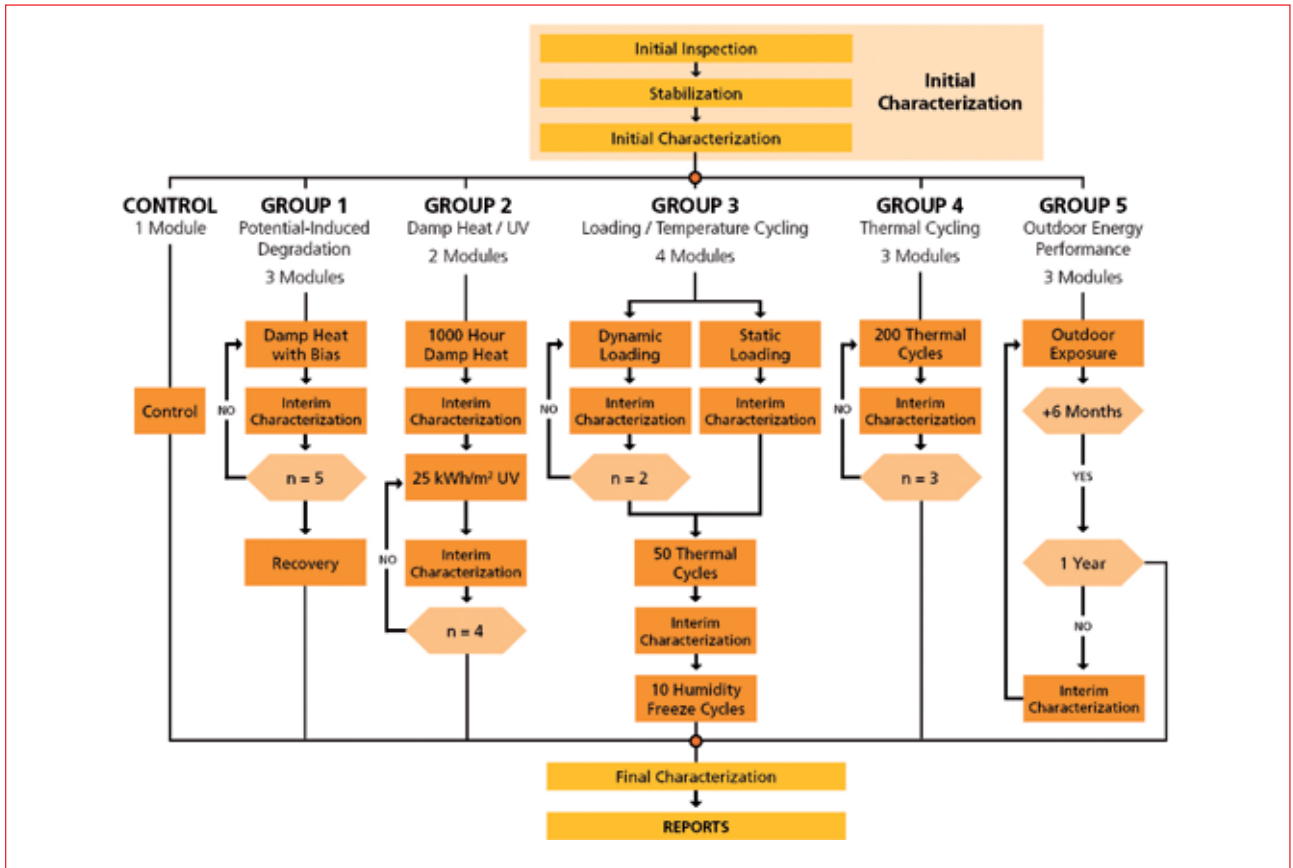 Initial Inspection
Stabilization
Initial Characterization
Initial
Characterization
CONTROL
1 Module
Control
GROUP 1
Potential-Induced
Degradation
3 Modules
Damp Heat
with Bias
Interim
Characterization
NO
n = 5
Recovery
GROUP 2
Damp Heat / UV
2 Modules
1000 Hour
Damp Heat
Interim
Characterization
25 kWh/m² UV
NO
Interim
Characterization
n = 4
GROUP 3
Loading / Temperature Cycling
4 Modules
Dynamic
Loading
Interim
Characterization
NO
n = 2
Static
Loading
Interim
Characterization
50 Thermal
Cycles
Interim
Characterization
10 Humidity
Freeze Cycles
GROUP 4
Thermal Cycling
3 Modules
200 Thermal
Cycles
NO
Interim
Characterization
n = 3
GROUP 5
Outdoor Energy
Performance
3 Modules
Outdoor
Exposure
+6 Months
YES
1 Year
NO
Interim
Characterization
Final Characterization
REPORTS